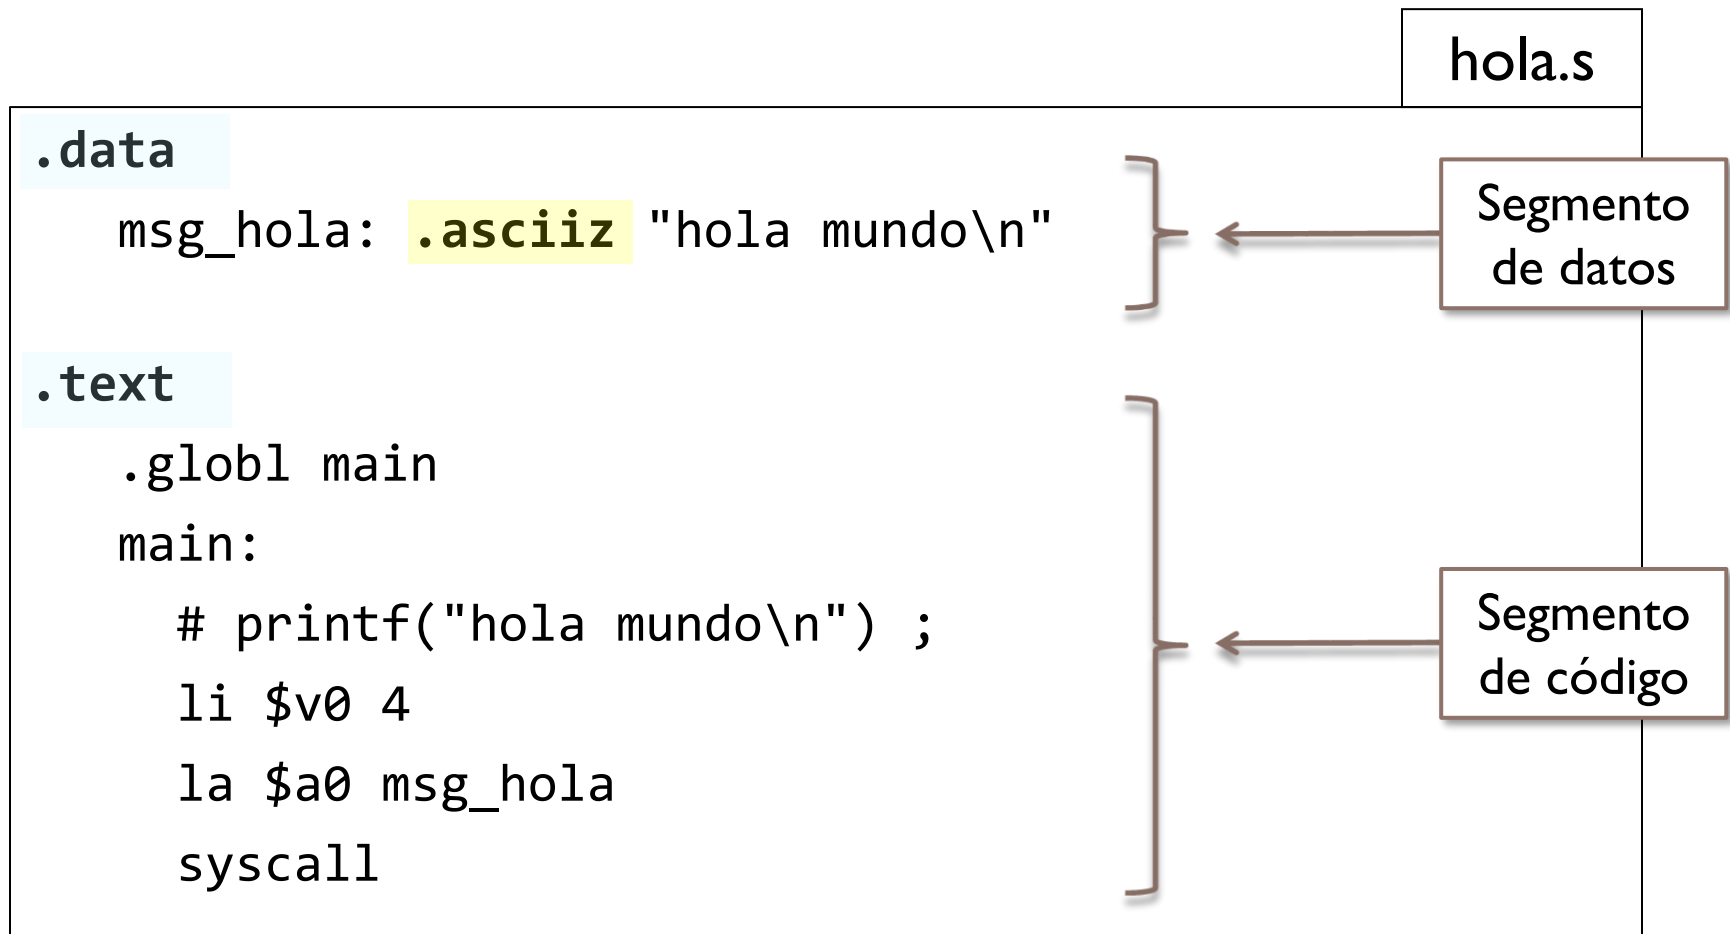 hola.s
.data
msg_hola: .asciiz "hola mundo\n"
Segmento
de datos
.text
.globl main
main:
# printf("hola mundo\n") ;
li $v0 4
la $a0 msg_hola
syscall
Segmento
de código